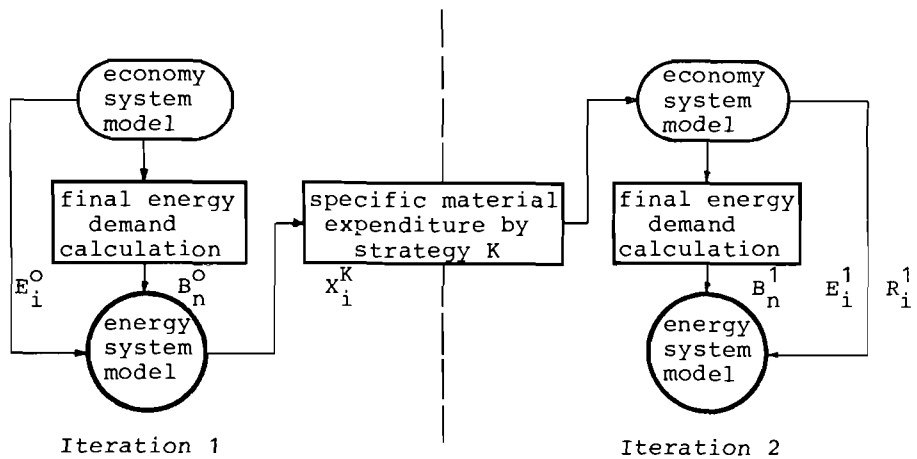 economy
system
model
final energy
demand
calculation
E_i^o
B_n^o
energy
system
model
Iteration 1
specific material
expenditure by
strategy K
X_i^K
economy
system
model
final energy
demand
calculation
B_n^1
E_i^1
R_i^1
energy
system
model
Iteration 2